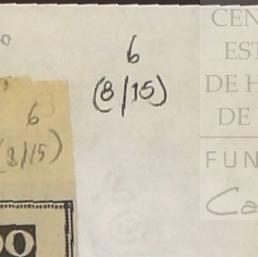 6
(8/15)
6
(8/15)
CEN
EST
DE H
DE
FUN
Ca